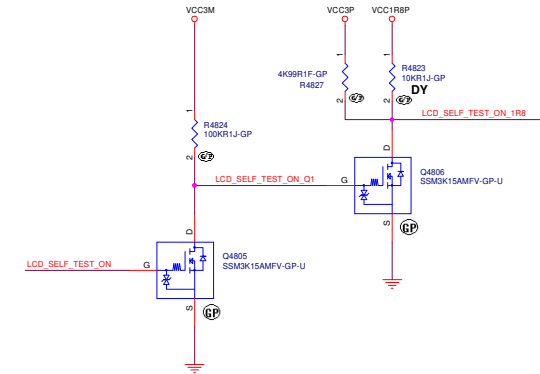 VCC3M
VCC3P
VCC1R8P
1
1
1
4K99R1F-GP
R4827
R4823
10KR1J-GP
DY
2
2
LCD_SELF_TEST_ON_1R8
R4824
100KR1J-GP
2
D
LCD_SELF_TEST_ON_Q1
G
Q4806
SSM3K15AMFV-GP-U
S
GP
D
Q4805
SSM3K15AMFV-GP-U
LCD_SELF_TEST_ON
G
S
GP